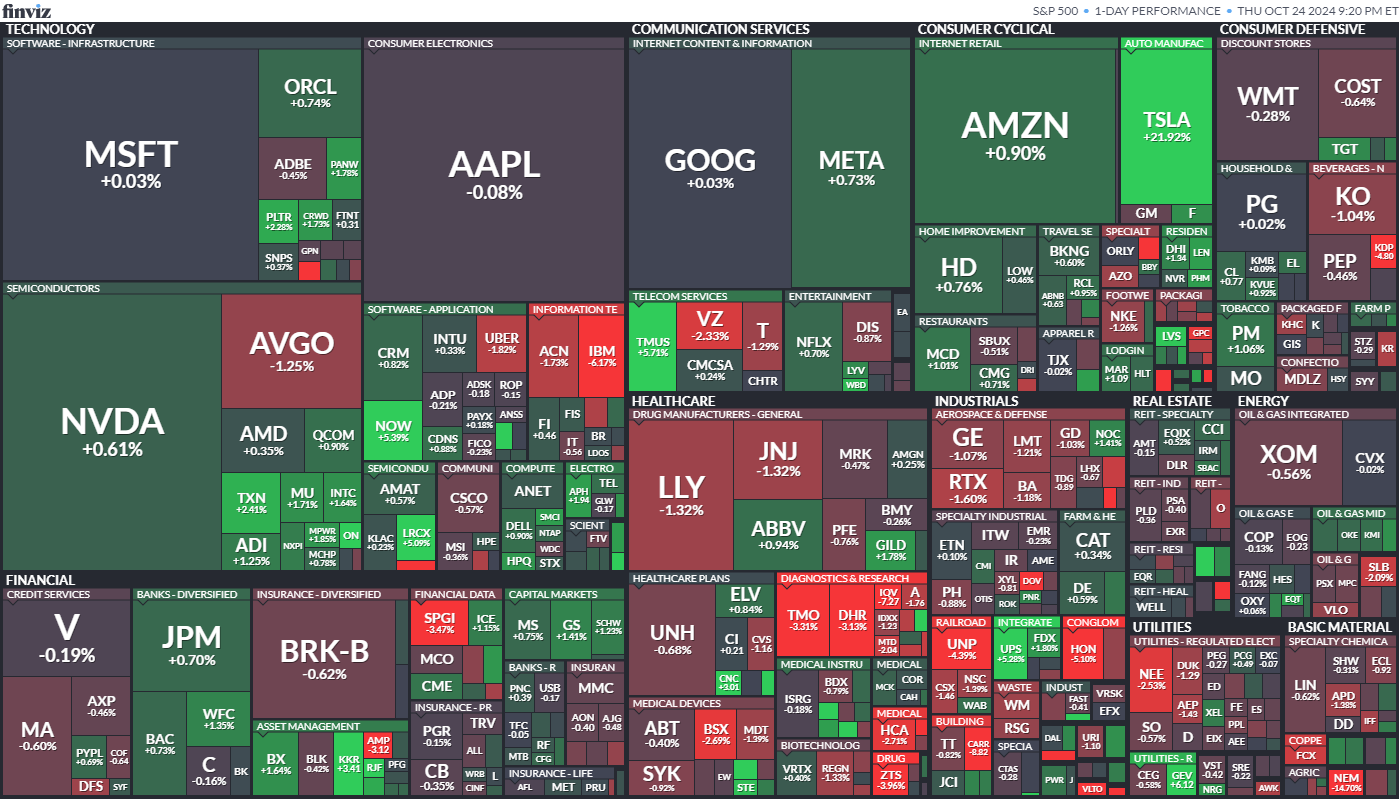 finviz
S&P 500 • 1-DAY PERFORMANCE • THU OCT 24 2024 9:20 PM ET
TECHNOLOGY
SOFTWARE - INFRASTRUCTURE
MSFT
+0.03%
ORCL
+0.74%
ADBE
-0.45%
PANW
+1.78%
PLTR
+2.28%
CRWD
+1.73%
FTNT
+0.31
SNPS
+0.37%
GPN
CONSUMER ELECTRONICS
AAPL
-0.08%
SEMICONDUCTORS
NVDA
+0.61%
AVGO
-1.25%
AMD
+0.35%
QCOM
+0.90%
TXN
+2.41%
MU
+1.71%
INTC
+1.64%
ADI
+1.25%
NXPI
MPWR
+1.85%
ON
MCHP
+0.78%
SOFTWARE - APPLICATION
CRM
+0.82%
INTU
+0.33%
UBER
-1.82%
NOW
+5.39%
ADP
-0.21%
ADSK
-0.18
ROP
-0.15
PAYX
+0.18%
ANSS
CDNS
+0.88%
FICO
-0.23%
INFORMATION TE
ACN
-1.73%
IBM
-6.17%
FI
+0.46
FIS
IT
-0.56
BR
LDOS
SEMICONDU
AMAT
+0.57%
KLAC
-0.23%
LRCX
+5.09%
COMMUNI
CSCO
-0.57%
MSI
-0.36%
HPE
COMPUTE
ANET
DELL
+0.90%
SMCI
NTAP
WDC
HPQ
STX
ELECTRO
APH
+1.94
TEL
GLW
-0.17
SCIENT
FTV
COMMUNICATION SERVICES
INTERNET CONTENT & INFORMATION
GOOG
+0.03%
META
+0.73%
TELECOM SERVICES
TMUS
+5.71%
VZ
-2.33%
T
-1.29%
CMCSA
+0.24%
CHTR
ENTERTAINMENT
NFLX
+0.70%
DIS
-0.87%
LYV
WBD
EA
CONSUMER CYCLICAL
INTERNET RETAIL
AMZN
+0.90%
AUTO MANUFAC
TSLA
+21.92%
GM
F
HOME IMPROVEMENT
HD
+0.76%
LOW
+0.46%
TRAVEL SE
BKNG
+0.60%
ABNB
+0.63
RCL
+0.95%
SPECIALT
ORLY
AZO
BBY
RESIDEN
DHI
+1.34
LEN
NVR
PHM
RESTAURANTS
MCD
+1.01%
SBUX
-0.51%
CMG
+0.71%
DRI
APPAREL R
TJX
-0.02%
FOOTWE
NKE
-1.26%
PACKAGI
LODGIN
MAR
+1.09
HLT
LVS
GPC
CONSUMER DEFENSIVE
DISCOUNT STORES
WMT
-0.28%
COST
-0.64%
TGT
HOUSEHOLD &
PG
+0.02%
CL
+0.77
KMB
+0.09%
EL
KVUE
+0.92%
BEVERAGES - N
KO
-1.04%
PEP
-0.46%
KDP
-4.80
TOBACCO
PM
+1.06%
MO
PACKAGED F
KHC
K
GIS
CONFECTIO
MDLZ
HSY
FARM P
STZ
-0.29
KR
SYY
HEALTHCARE
DRUG MANUFACTURERS - GENERAL
LLY
-1.32%
JNJ
-1.32%
MRK
-0.47%
AMGN
+0.25%
ABBV
+0.94%
PFE
-0.76%
BMY
-0.26%
GILD
+1.78%
HEALTHCARE PLANS
UNH
-0.68%
ELV
+0.84%
CI
+0.21
CVS
-1.16
CNC
+9.01
DIAGNOSTICS & RESEARCH
TMO
-3.31%
DHR
-3.13%
IQV
-7.27
A
-1.76
IDXX
-1.23
MTD
-2.04
MEDICAL DEVICES
ABT
-0.40%
BSX
-2.69%
MDT
-1.39%
SYK
-0.92%
EW
STE
MEDICAL INSTRU
ISRG
-0.18%
BDX
-0.79%
MEDICAL
MCK
COR
CAH
MEDICAL
HCA
-2.71%
BIOTECHNOLOG
VRTX
+0.40%
REGN
-1.33%
DRUG
ZTS
-3.96%
INDUSTRIALS
AEROSPACE & DEFENSE
GE
-1.07%
LMT
-1.21%
GD
-1.03%
NOC
+1.41%
RTX
-1.60%
BA
-1.18%
TDG
-0.89
LHX
-0.67
SPECIALTY INDUSTRIAL
ETN
+0.10%
ITW
EMR
-0.23%
CMI
IR
AME
PH
-0.88%
OTIS
XYL
-0.81
DOV
ROK
PNR
FARM & HE
CAT
+0.34%
DE
+0.59%
RAILROAD
UNP
-4.39%
CSX
-1.46
NSC
-1.39%
WAB
INTEGRATE
UPS
+5.28%
FDX
+1.80%
CONGLOM
HON
-5.10%
BUILDING
TT
-0.82%
CARR
-8.82
JCI
WASTE
WM
RSG
INDUST
FAST
-0.41
VRSK
EFX
SPECIA
CTAS
-0.28
DAL
URI
-1.10
PWR
J
VLTO
REAL ESTATE
REIT - SPECIALTY
AMT
-0.15
EQIX
+0.52%
CCI
IRM
DLR
SBAC
REIT - IND
PLD
-0.36
PSA
-0.40
EXR
REIT -
O
REIT - RESI
EQR
REIT - HEAL
WELL
ENERGY
OIL & GAS INTEGRATED
XOM
-0.56%
CVX
-0.02%
OIL & GAS E
COP
-0.13%
EOG
-0.23
FANG
-0.12%
HES
OXY
+0.06%
EQT
OIL & GAS MID
OKE
KMI
OIL & G
PSX
MPC
VLO
SLB
-2.09%
UTILITIES
UTILITIES - REGULATED ELECT
NEE
-2.53%
DUK
-1.29
PEG
-0.27
PCG
+0.49
EXC
-0.07
SO
-0.57%
AEP
-1.43
ED
XEL
FE
ES
D
PPL
EIX
AEE
UTILITIES - R
CEG
-0.58%
GEV
+6.12
VST
-0.42
SRE
-0.22
NRG
AWK
BASIC MATERIAL
SPECIALTY CHEMICA
LIN
-0.62%
SHW
-0.31%
ECL
-0.92
APD
-1.38%
DD
IFF
COPPE
FCX
AGRIC
NEM
-14.70%
FINANCIAL
CREDIT SERVICES
V
-0.19%
MA
-0.60%
AXP
-0.46%
PYPL
+0.69%
COF
-0.64
DFS
SYF
BANKS - DIVERSIFIED
JPM
+0.70%
BAC
+0.73%
WFC
+1.35%
C
-0.16%
BK
INSURANCE - DIVERSIFIED
BRK-B
-0.62%
ASSET MANAGEMENT
BX
+1.64%
BLK
-0.42%
KKR
+3.41
AMP
-3.12
RJF
PFG
FINANCIAL DATA
SPGI
-3.47%
ICE
+1.15%
MCO
CME
CAPITAL MARKETS
MS
+0.75%
GS
+1.41%
SCHW
+1.23%
INSURANCE - PR
PGR
-0.15%
TRV
ALL
CB
-0.35%
WRB
L
CINF
BANKS - R
PNC
+0.39
USB
-0.17
TFC
-0.05
RF
MTB
CFG
INSURAN
MMC
AON
-0.40
AJG
-0.48
INSURANCE - LIFE
AFL
MET
PRU